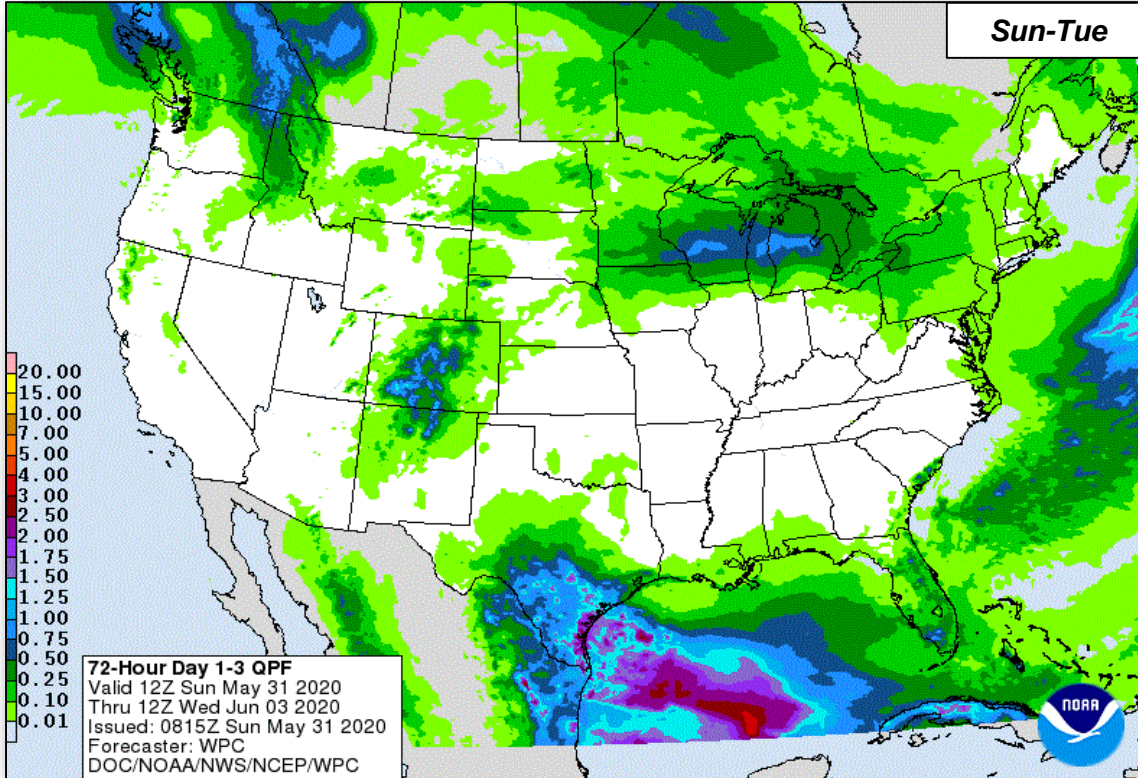 Sun-Tue
20.00
15.00
10.00
7.00
5.00
4.00
3.00
2.50
2.00
1.75
1.50
1.25
1.00
0.75
0.50
0.25
0.10
0.01
72-Hour Day 1-3 QPF
Valid 12Z Sun May 31 2020
Thru 12Z Wed Jun 03 2020
Issued: 0815Z Sun May 31 2020
Forecaster: WPC
DOC/NOAA/NWS/NCEP/WPC
NOAA